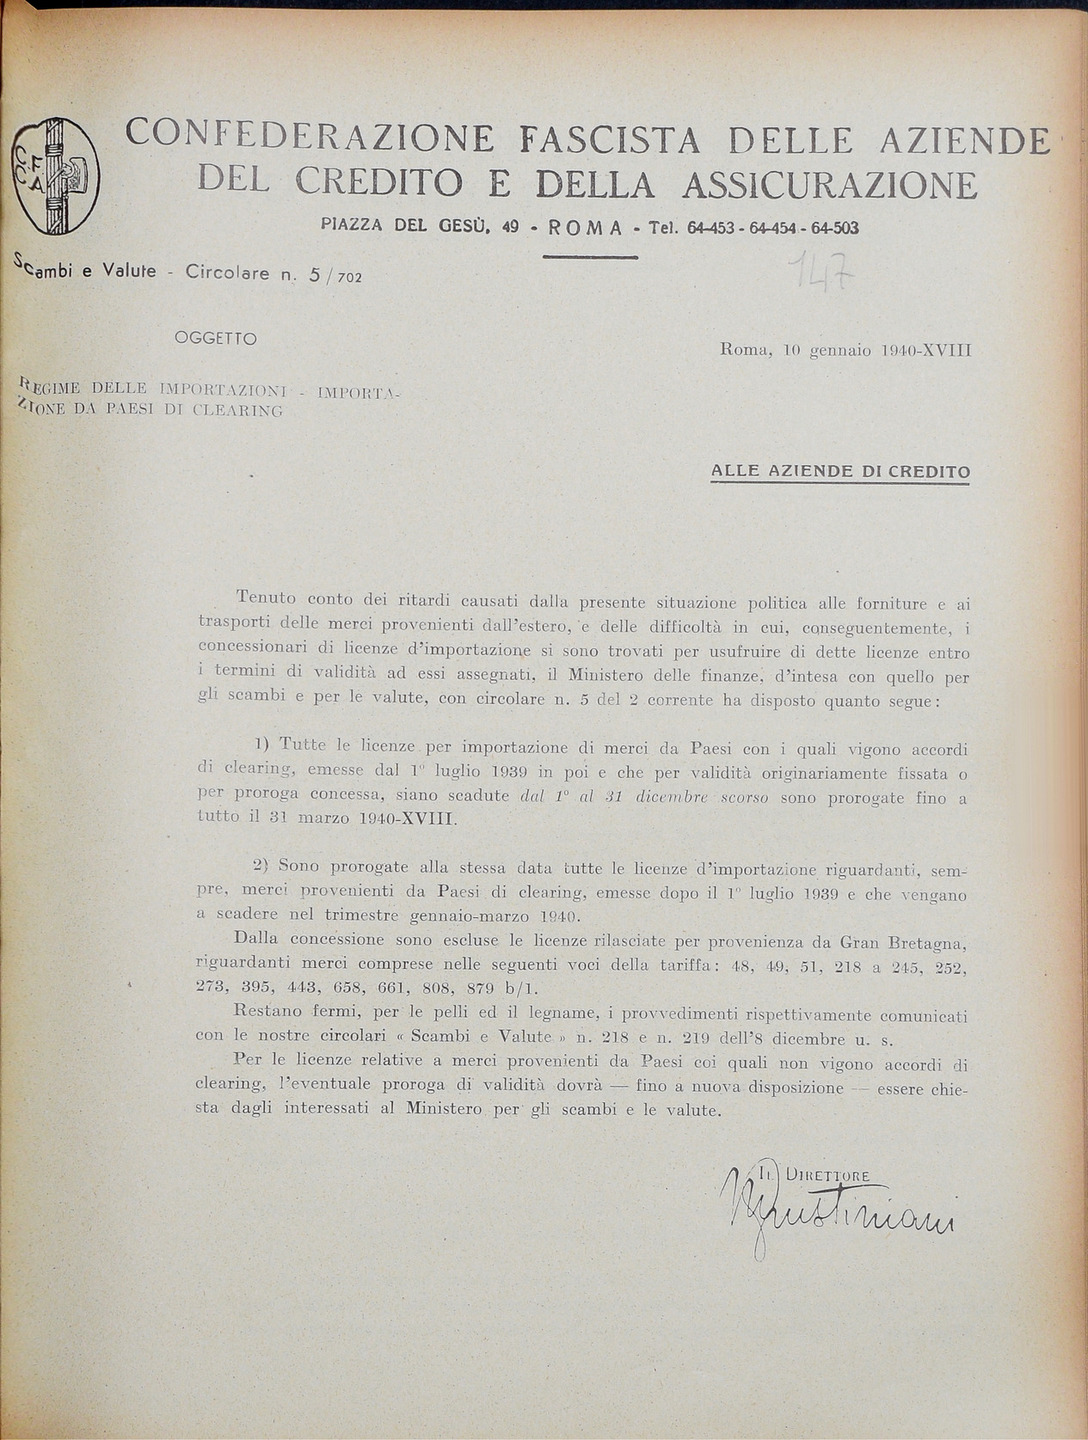 CONFEDERAZIONE FASCISTA DELLE AZIENDE
DEL CREDITO E DELLA ASSICURAZIONE
PIAZZA DEL GESÙ, 49 - ROMA - Tel. 64-453 - 64-454 - 64-503
Scambi e Valute - Circolare n. 5/702
147
OGGETTO
Roma, 10 gennaio 1940-XVIII
REGIME DELLE IMPORTAZIONI - IMPORTA-
ZIONE DA PAESI DI CLEARING
ALLE AZIENDE DI CREDITO
Tenuto conto dei ritardi causati dalla presente situazione politica alle forniture e ai
trasporti delle merci provenienti dall'estero, e delle difficoltà in cui, conseguentemente, i
concessionari di licenze d'importazione si sono trovati per usufruire di dette licenze entro
i termini di validità ad essi assegnati, il Ministero delle finanze, d'intesa con quello per
gli scambi e per le valute, con circolare n. 5 del 2 corrente ha disposto quanto segue:
1) Tutte le licenze per importazione di merci da Paesi con i quali vigono accordi
di clearing, emesse dal 1° luglio 1939 in poi e che per validità originariamente fissata o
per proroga concessa, siano scadute dal 1° al 31 dicembre scorso sono prorogate fino a
tutto il 31 marzo 1940-XVIII.
2) Sono prorogate alla stessa data tutte le licenze d'importazione riguardanti, sem-
pre, merci provenienti da Paesi di clearing, emesse dopo il 1° luglio 1939 e che vengano
a scadere nel trimestre gennaio-marzo 1940.
Dalla concessione sono escluse le licenze rilasciate per provenienza da Gran Bretagna,
riguardanti merci comprese nelle seguenti voci della tariffa: 48, 49, 51, 218 a 245, 252,
273, 395, 443, 658, 661, 808, 879 b/1.
Restano fermi, per le pelli ed il legname, i provvedimenti rispettivamente comunicati
con le nostre circolari « Scambi e Valute » n. 218 e n. 219 dell'8 dicembre u. s.
Per le licenze relative a merci provenienti da Paesi coi quali non vigono accordi di
clearing, l'eventuale proroga di validità dovrà — fino a nuova disposizione — essere chie-
sta dagli interessati al Ministero per gli scambi e le valute.
IL DIRETTORE
Giustiniani